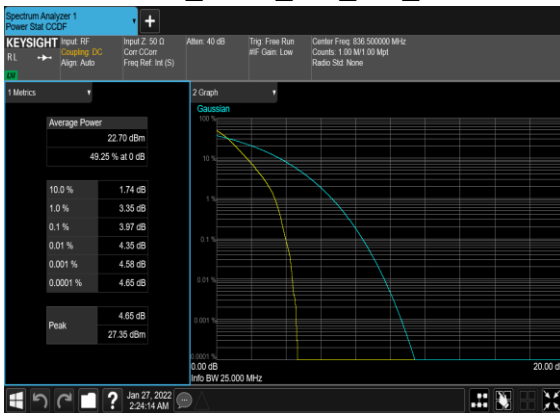 Spectrum Analyzer 1
Power Stat CCDF
KEYSIGHT
RL
Input: RF
Coupling: DC
Align: Auto
Input Z: 50 Ω
Corr CCorr
Freq Ref: Int (S)
Atten: 40 dB
Trig: Free Run
#IF Gain: Low
Center Freq: 836.500000 MHz
Counts: 1.00 M/1.00 Mpt
Radio Std: None
1 Metrics
Average Power
22.70 dBm
49.25 % at 0 dB
10.0 % 1.74 dB
1.0 % 3.35 dB
0.1 % 3.97 dB
0.01 % 4.35 dB
0.001 % 4.58 dB
0.0001 % 4.65 dB
Peak
4.65 dB
27.35 dBm
2 Graph
Gaussian
100 %
10 %
1 %
0.1 %
0.01 %
0.001 %
0.0001 %
0.00 dB
20.00 d
Info BW 25.000 MHz
Jan 27, 2022
2:24:14 AM